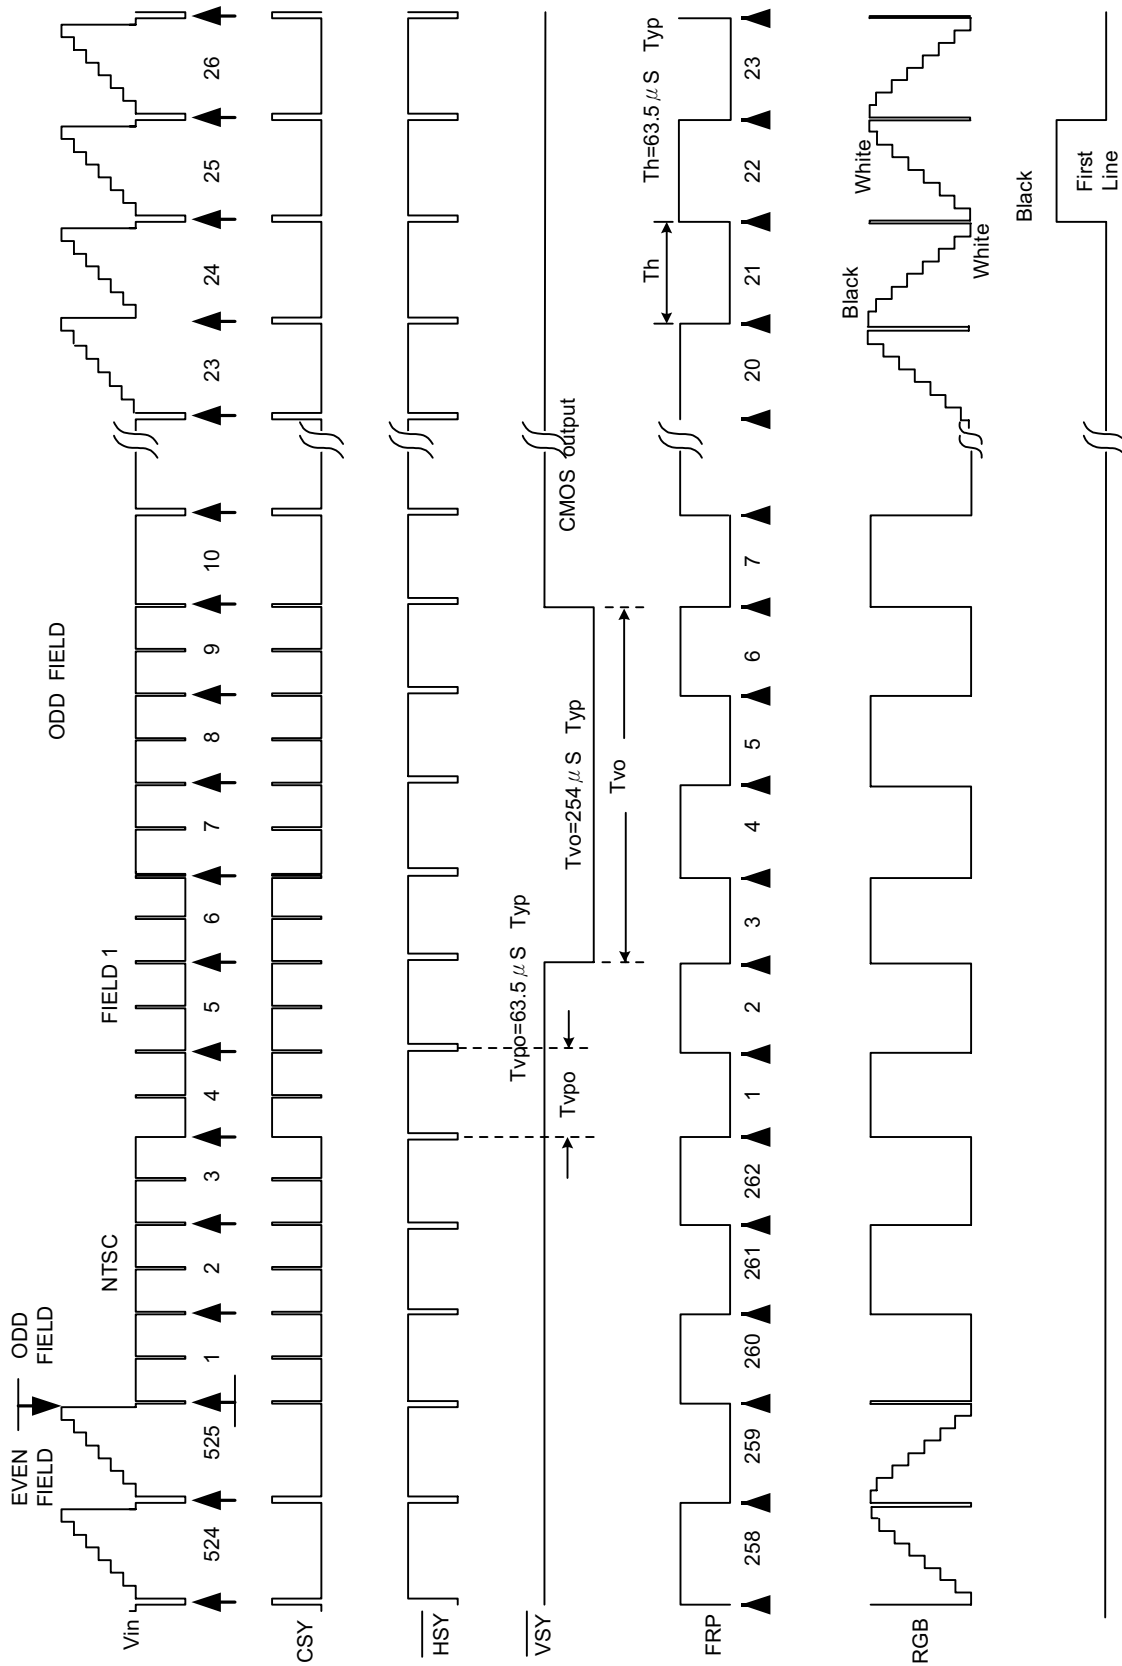 EVEN FIELD
ODD FIELD
NTSC
FIELD 1
ODD FIELD
Vin
524 525 1 2 3 4 5 6 7 8 9 10 23 24 25 26
CSY
HSY
VSY
Tvpo=63.5μS Typ
Tvpo
Tvo=254μS Typ
Tvo
CMOS output
FRP
Th
Th=63.5μS Typ
258 259 260 261 262 1 2 3 4 5 6 7 20 21 22 23
RGB
Black
White
White
Black
First Line